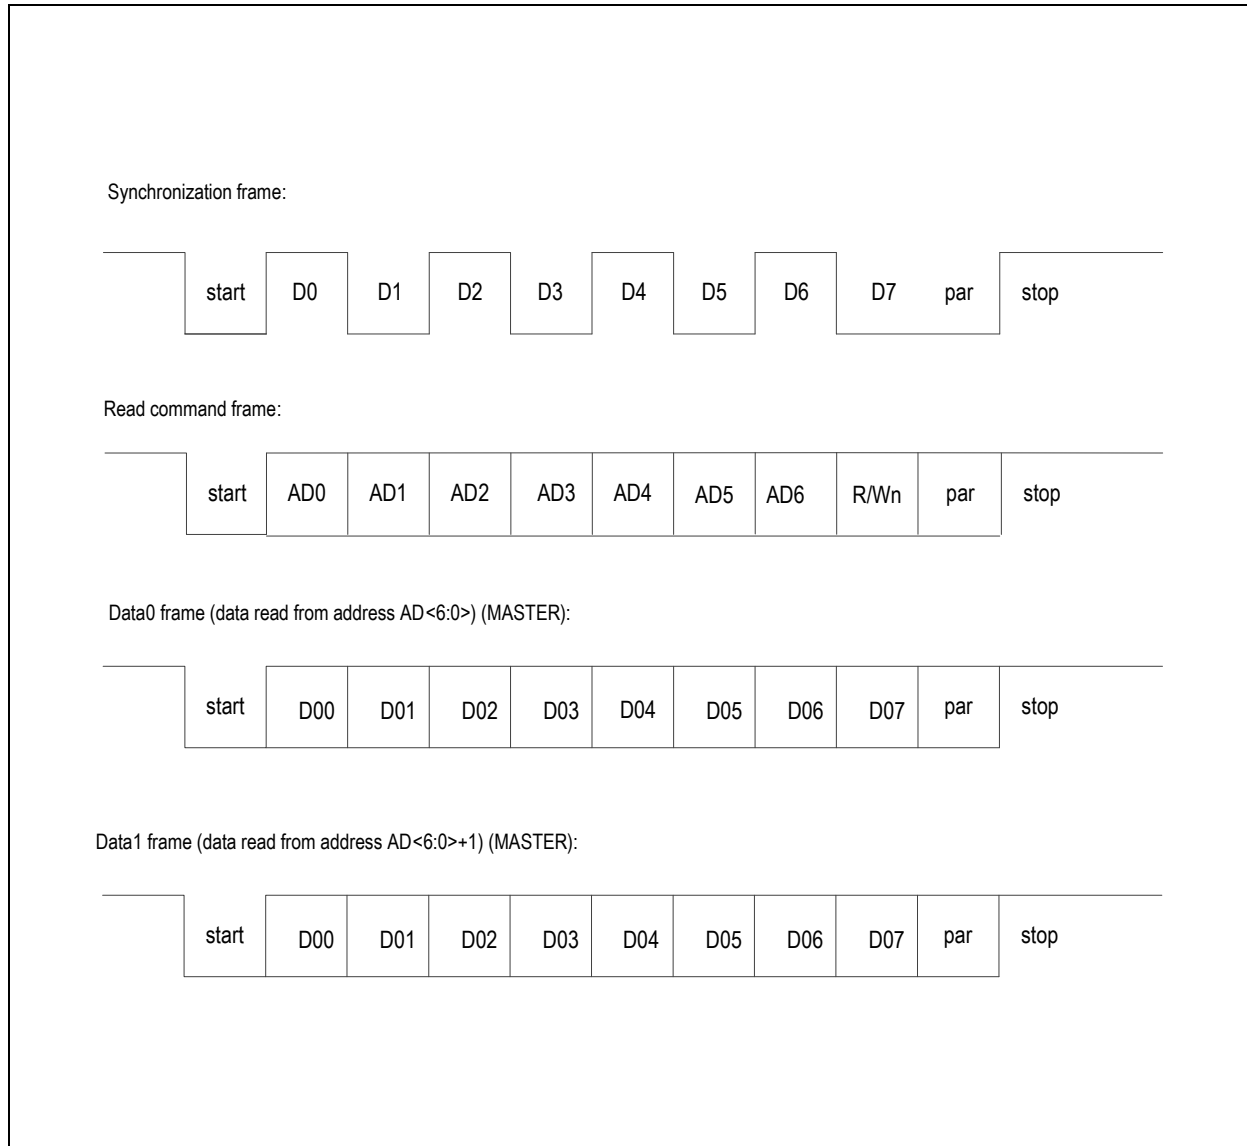 Synchronization frame:
start D0 D1 D2 D3 D4 D5 D6 D7 par stop
Read command frame:
start AD0 AD1 AD2 AD3 AD4 AD5 AD6 R/Wn par stop
Data0 frame (data read from address AD<6:0>) (MASTER):
start D00 D01 D02 D03 D04 D05 D06 D07 par stop
Data1 frame (data read from address AD<6:0>+1) (MASTER):
start D00 D01 D02 D03 D04 D05 D06 D07 par stop